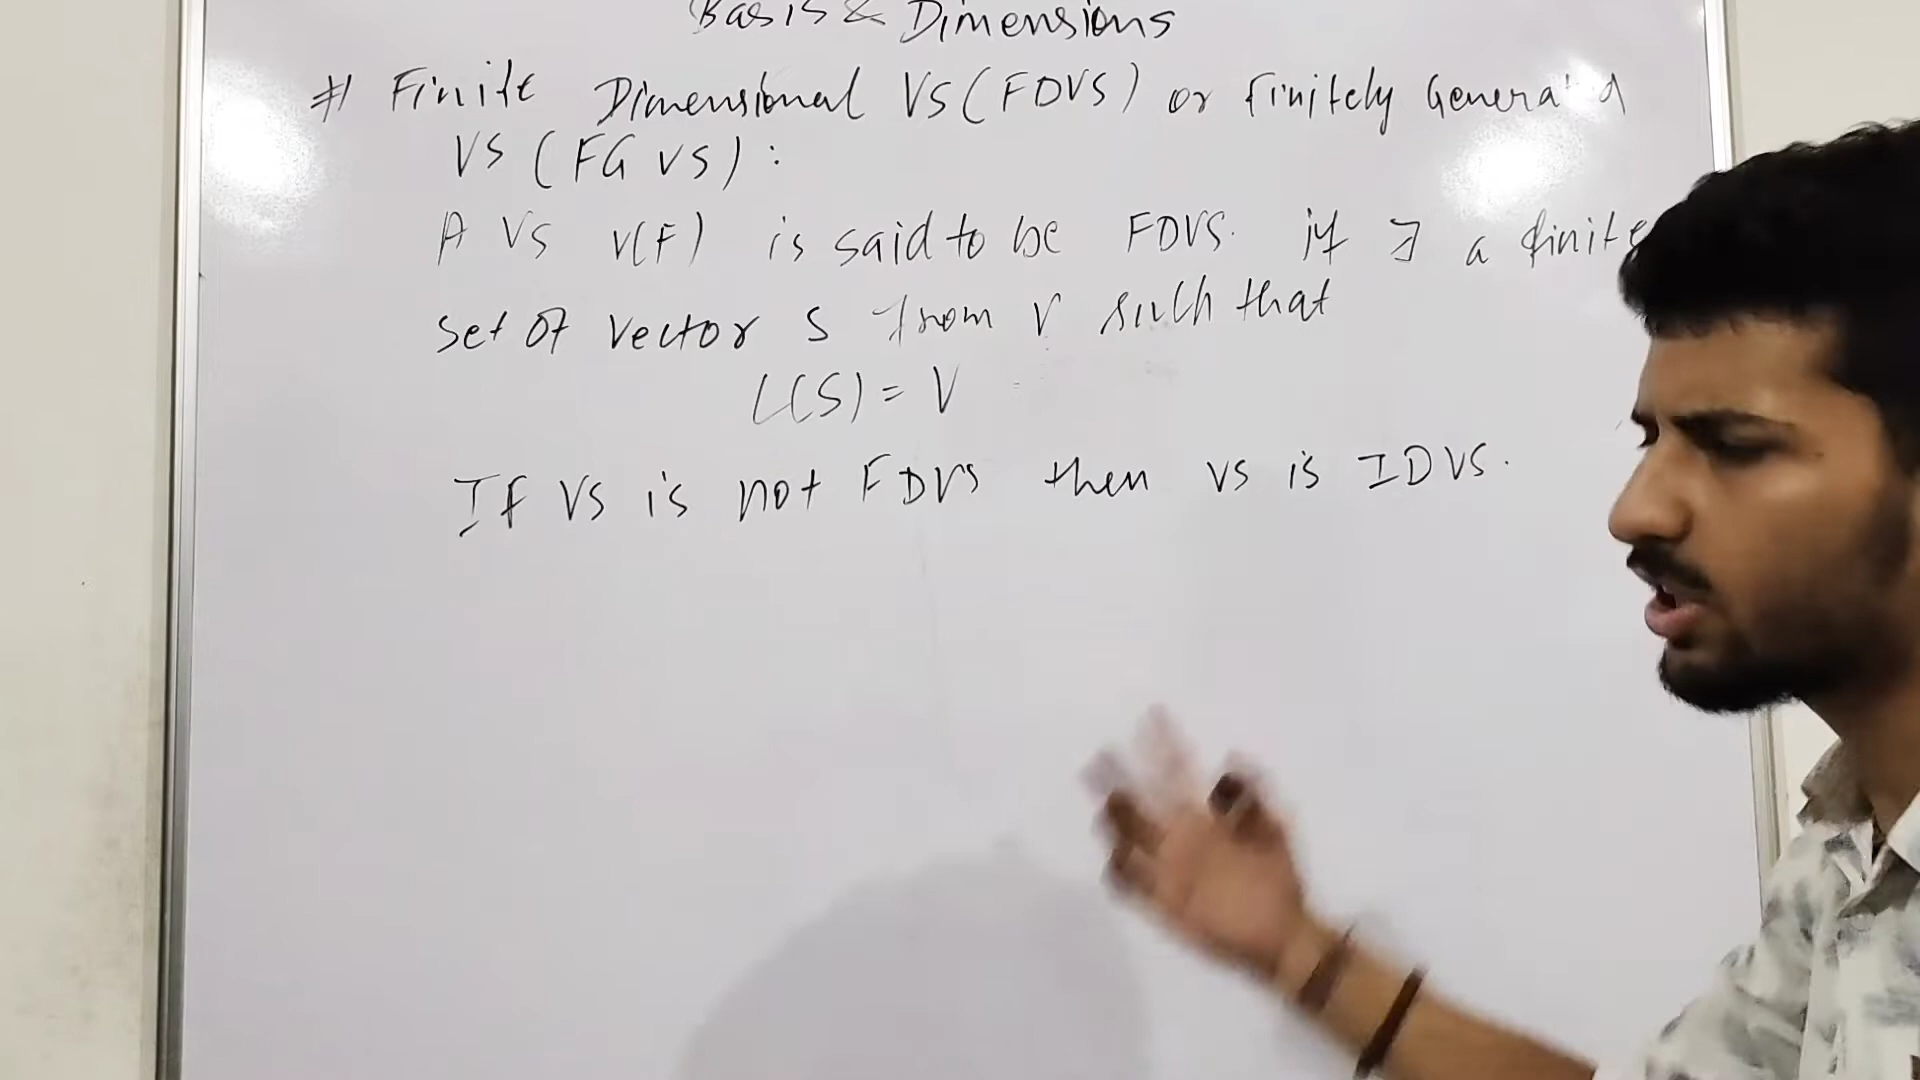 Basis & Dimensions
# Finite Dimensional VS (FDVS) or finitely Generated
VS (FG VS) :
A VS V(F) is said to be FDVS. if ∃ a finite
set of vector S from V such that
L(S) = V
If VS is not FDVS then VS is IDVS.